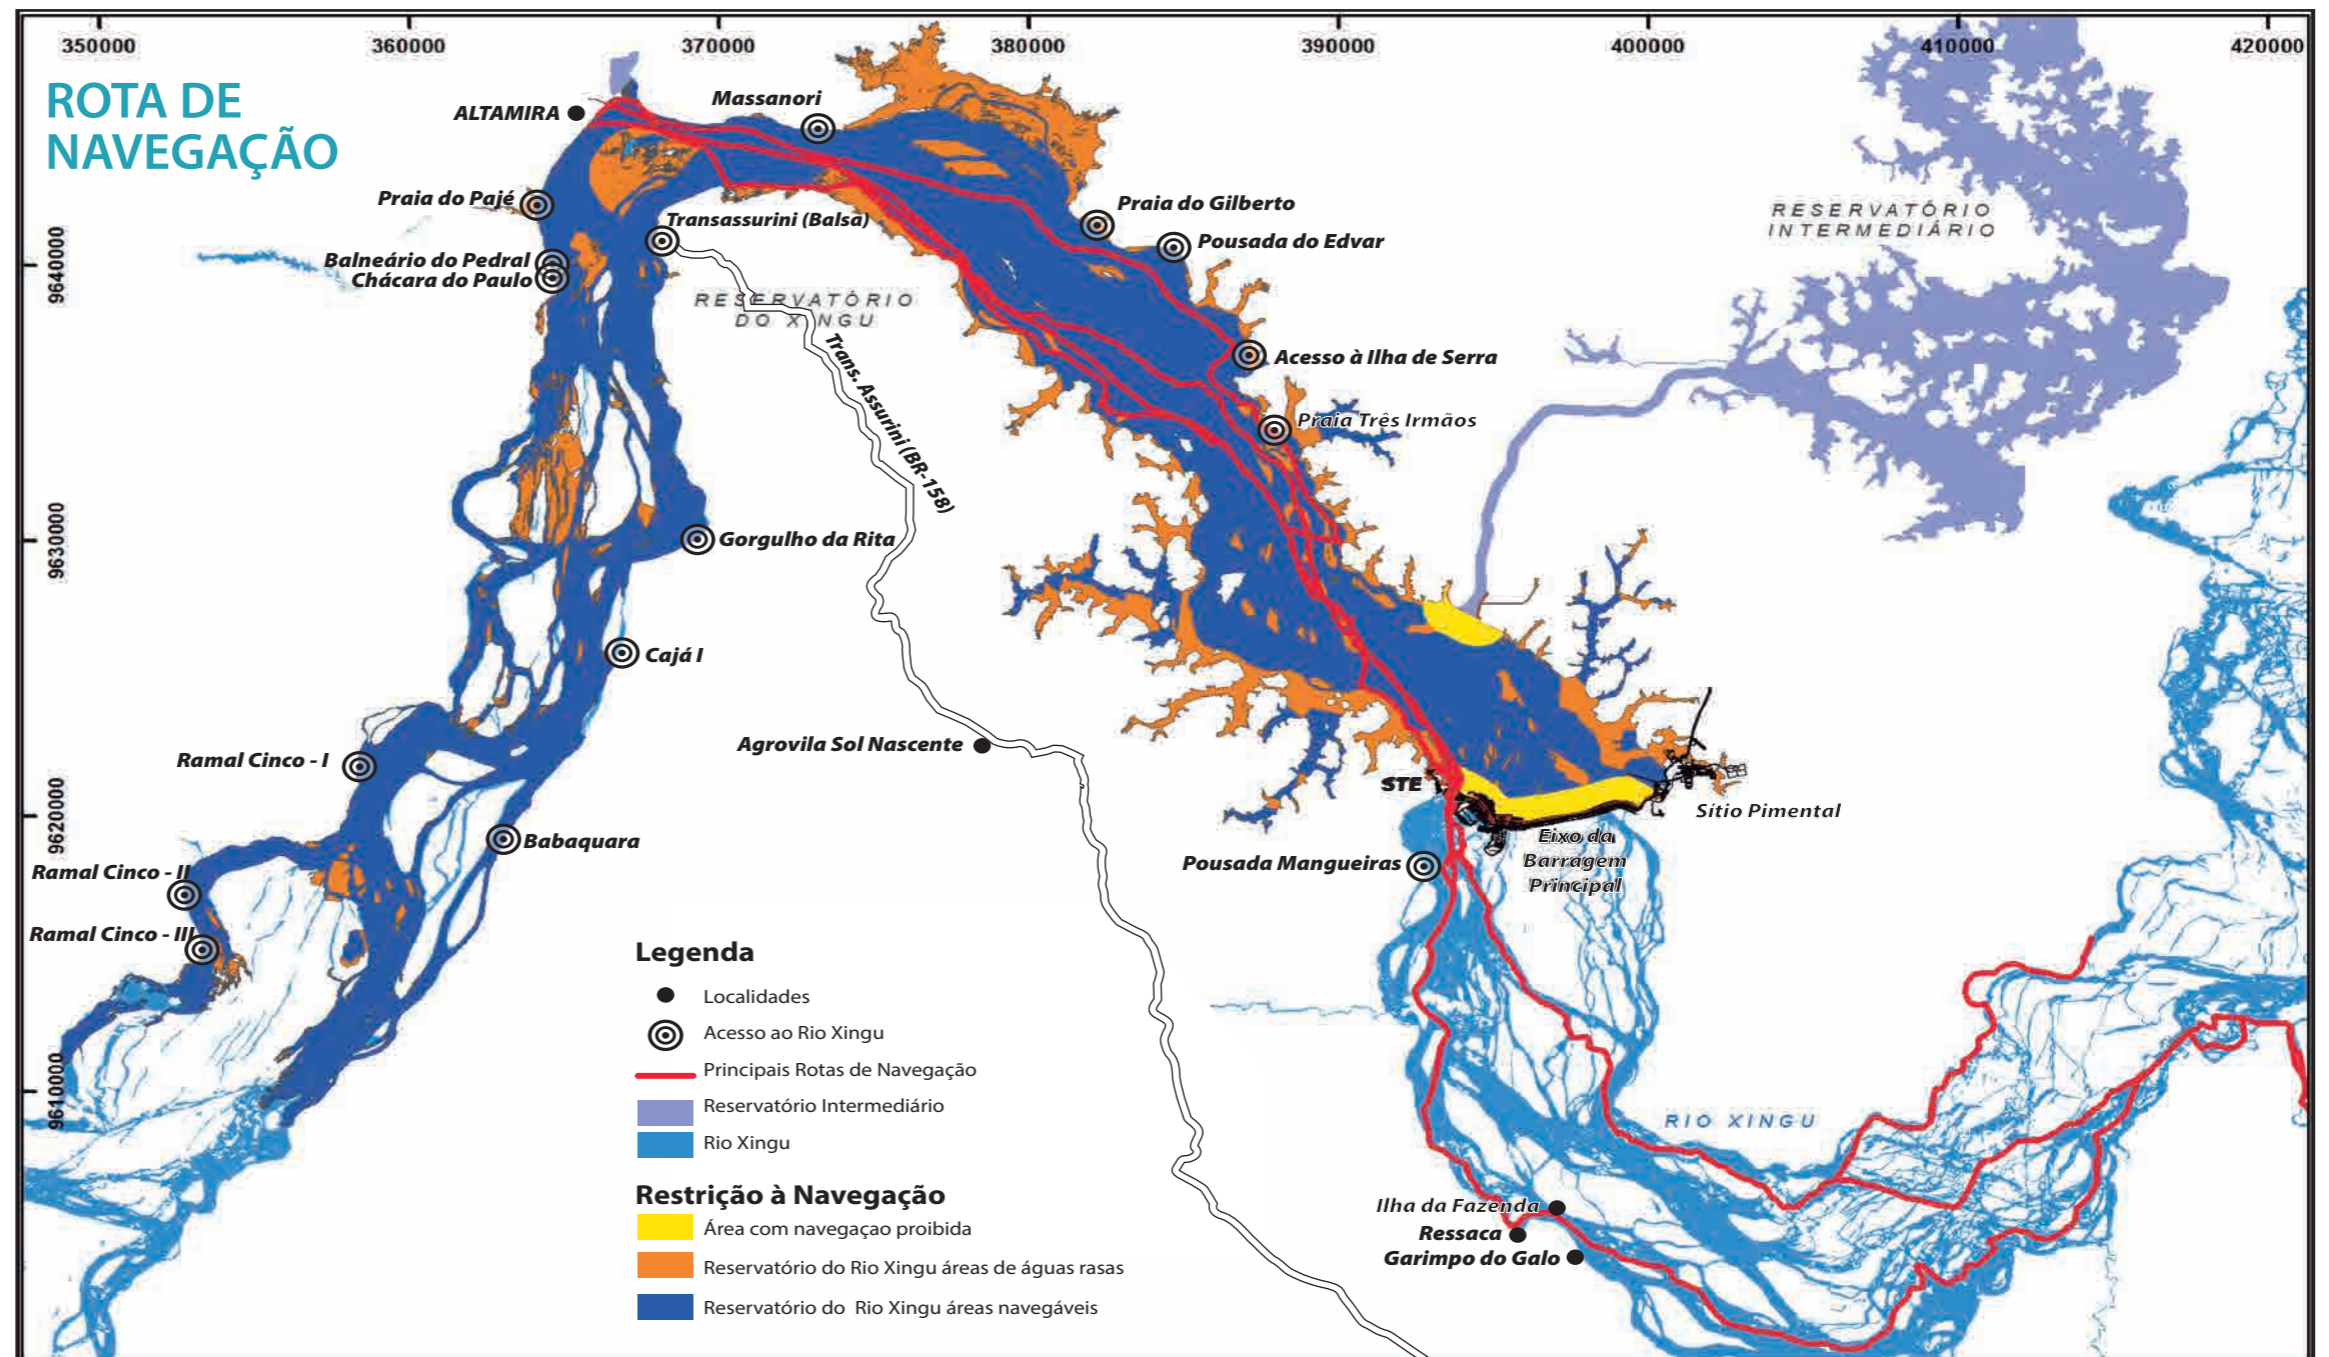 350000 360000 370000 380000 390000 400000 410000 420000
ROTA DE
NAVEGAÇÃO
ALTAMIRA
Massanori
Praia do Pajé
Transassurini (Balsa)
Praia do Gilberto
Pousada do Edvar
RESERVATÓRIO
INTERMEDIÁRIO
9640000
Balneário do Pedral
Chácara do Paulo
RESERVATÓRIO
DO XINGU
Trans. Assurini (BR-158)
Acesso à Ilha de Serra
Praia Três Irmãos
9630000
Gorgulho da Rita
Cajá I
Agrovila Sol Nascente
Ramal Cinco - I
STE
Sítio Pimental
9620000
Babaquara
Eixo da
Barragem
Principal
Pousada Mangueiras
Ramal Cinco - II
Ramal Cinco - III
9610000
Legenda
Localidades
Acesso ao Rio Xingu
Principais Rotas de Navegação
Reservatório Intermediário
Rio Xingu
Restrição à Navegação
Área com navegaçao proibida
Reservatório do Rio Xingu áreas de águas rasas
Reservatório do Rio Xingu áreas navegáveis
RIO XINGU
Ilha da Fazenda
Ressaca
Garimpo do Galo